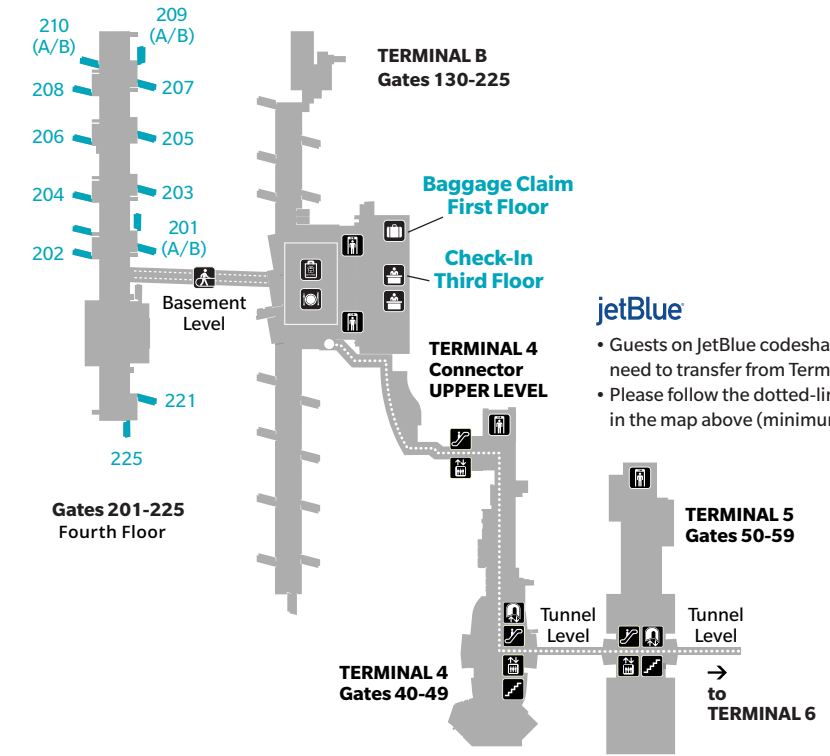 209
(A/B)
210
(A/B)
208
207
206
205
204
203
201
(A/B)
202
Basement
Level
221
225
Gates 201-225
Fourth Floor
TERMINAL B
Gates 130-225
Baggage Claim
First Floor
Check-In
Third Floor
TERMINAL 4
Connector
UPPER LEVEL
jetBlue
• Guests on JetBlue codesha
need to transfer from Term
• Please follow the dotted-lin
in the map above (minimum
TERMINAL 5
Gates 50-59
Tunnel
Level
Tunnel
Level
TERMINAL 4
Gates 40-49
→
to
TERMINAL 6